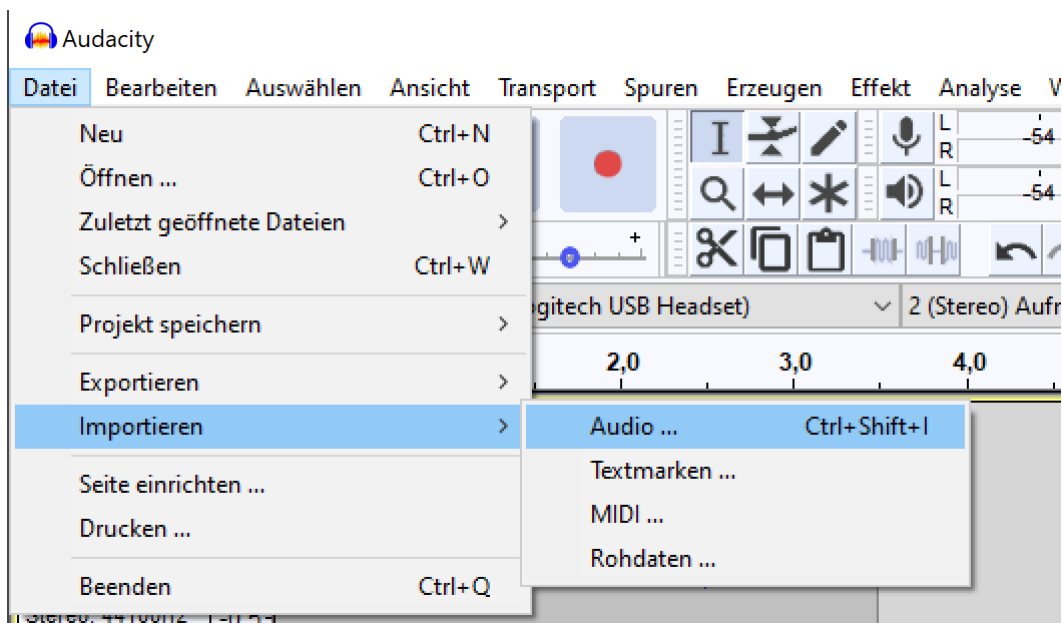 Audacity
Datei Bearbeiten Auswählen Ansicht Transport Spuren Erzeugen Effekt Analyse
Neu Ctrl+N
Öffnen ... Ctrl+O
Zuletzt geöffnete Dateien >
Schließen Ctrl+W
Projekt speichern >
Exportieren >
Importieren >
Seite einrichten ...
Drucken ...
Beenden Ctrl+Q
Audio ... Ctrl+Shift+I
Textmarken ...
MIDI ...
Rohdaten ...
L -54
R
L -54
R
+
USB Headset) 2 (Stereo)
2,0 3,0 4,0